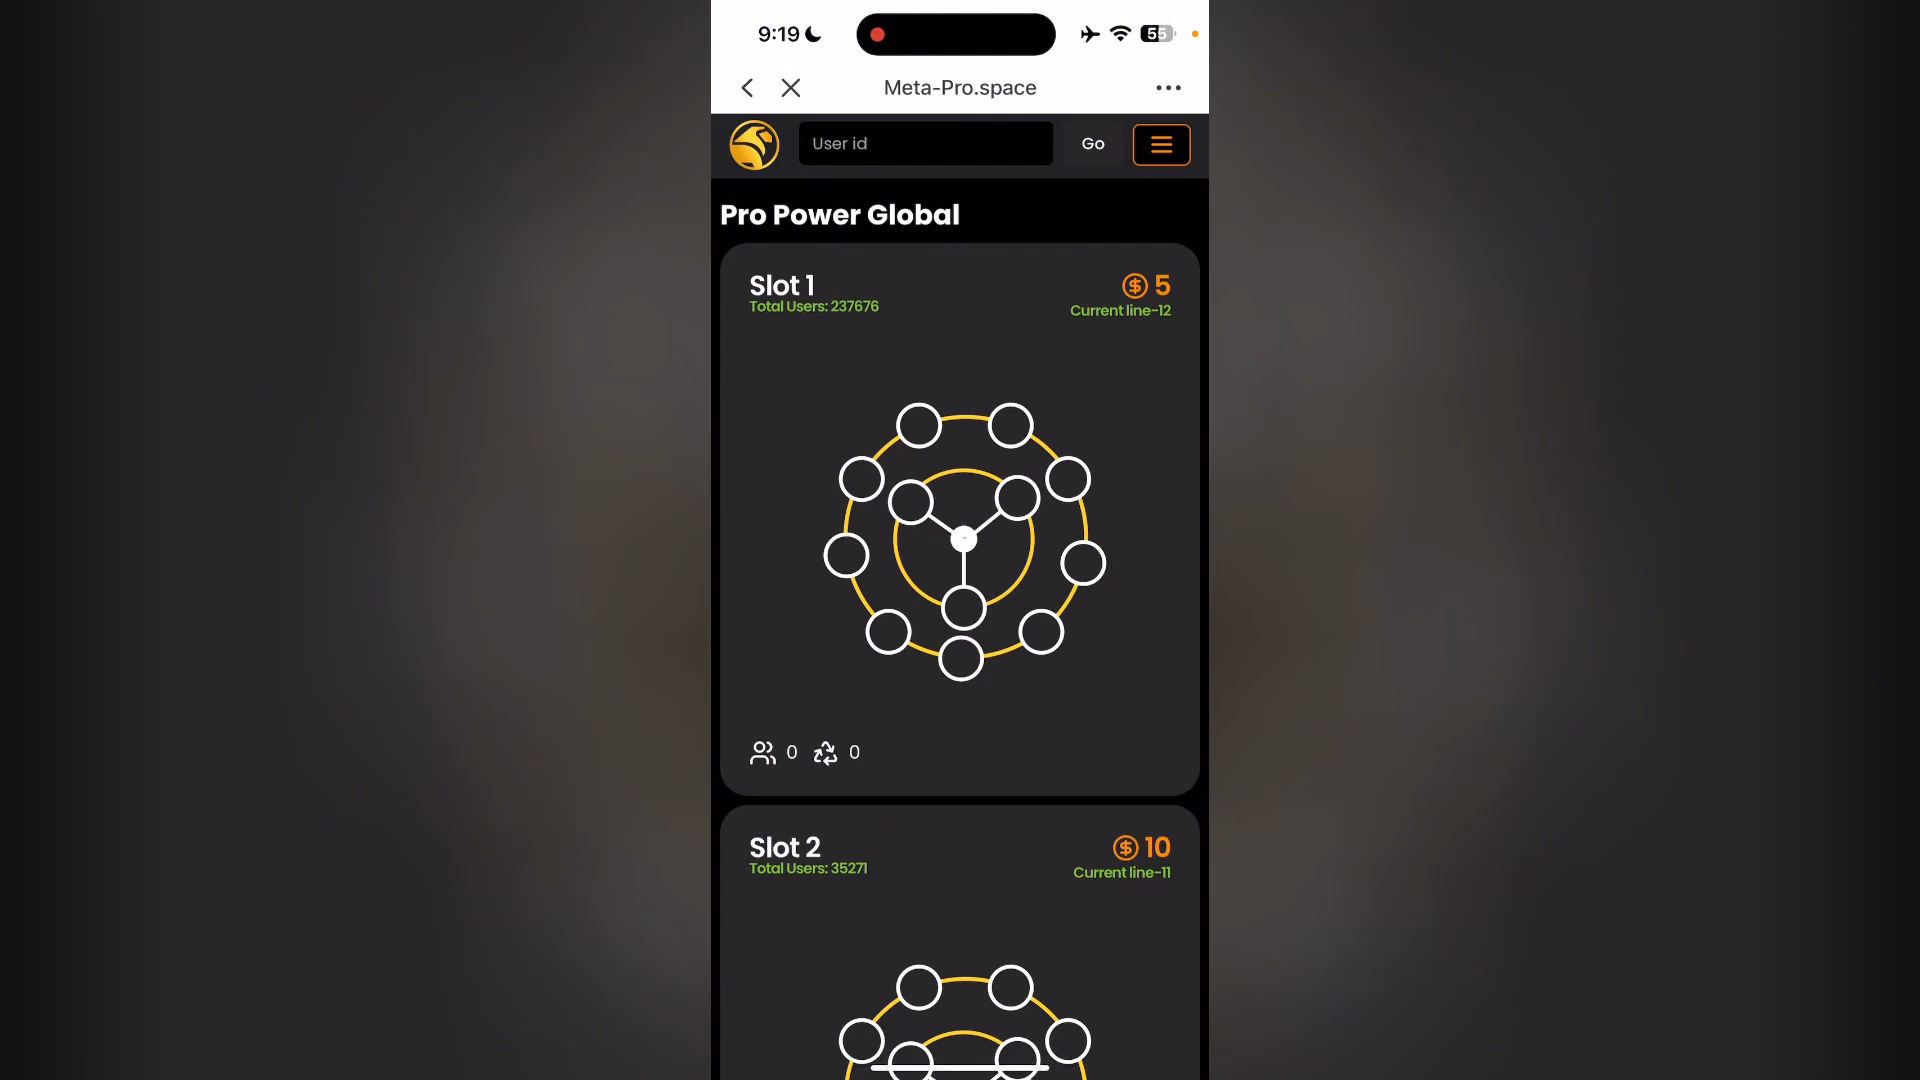 9:19
55
Meta-Pro.space
User id
Go
Pro Power Global
Slot 1
5
Total Users: 237676
Current line-12
0
0
Slot 2
10
Total Users: 35271
Current line-11